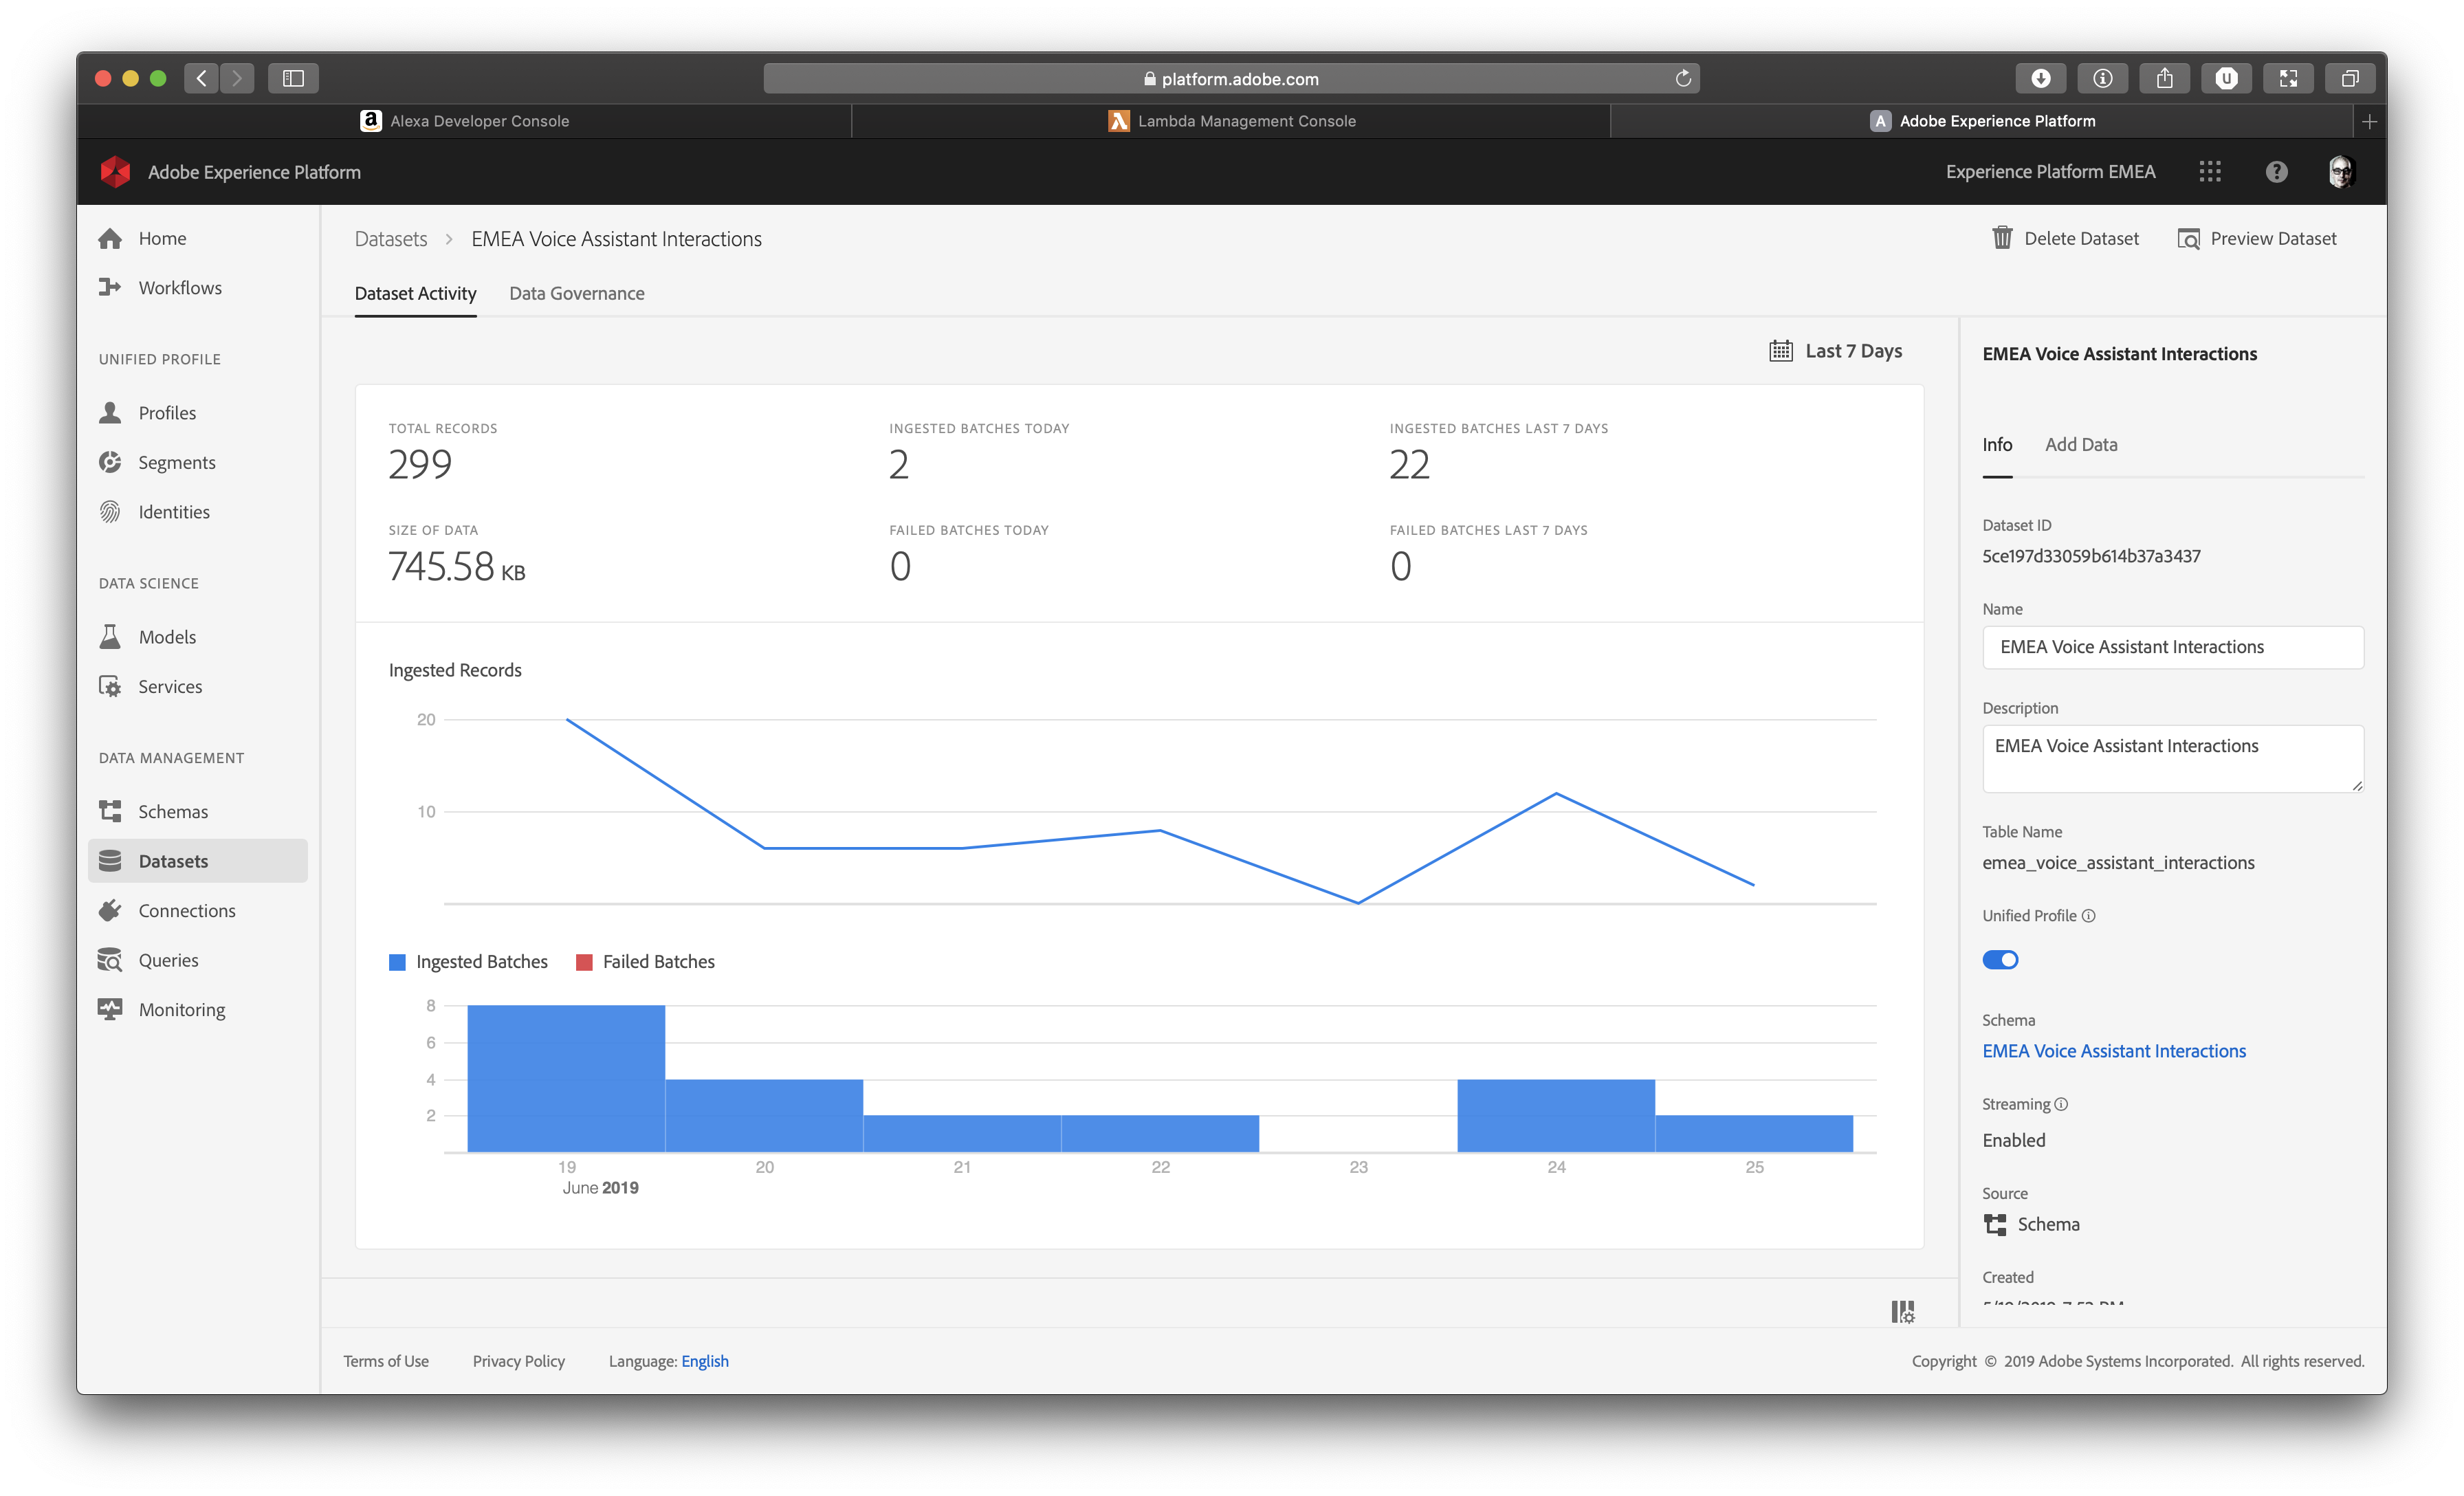 platform.adobe.com
Alexa Developer Console
Lambda Management Console
A Adobe Experience Platform
Adobe Experience Platform
Experience Platform EMEA
Home
Workflows
UNIFIED PROFILE
Profiles
Segments
Identities
DATA SCIENCE
Models
Services
DATA MANAGEMENT
Schemas
Datasets
Connections
Queries
Monitoring
Datasets > EMEA Voice Assistant Interactions
Delete Dataset
Preview Dataset
Dataset Activity
Data Governance
Last 7 Days
TOTAL RECORDS
299
INGESTED BATCHES TODAY
2
INGESTED BATCHES LAST 7 DAYS
22
SIZE OF DATA
745.58 KB
FAILED BATCHES TODAY
0
FAILED BATCHES LAST 7 DAYS
0
Ingested Records
20
10
Ingested Batches
Failed Batches
8
6
4
2
19 20 21 22 23 24 25
June 2019
EMEA Voice Assistant Interactions
Info
Add Data
Dataset ID
5ce197d33059b614b37a3437
Name
EMEA Voice Assistant Interactions
Description
EMEA Voice Assistant Interactions
Table Name
emea_voice_assistant_interactions
Unified Profile
Schema
EMEA Voice Assistant Interactions
Streaming
Enabled
Source
Schema
Created
Terms of Use
Privacy Policy
Language: English
Copyright © 2019 Adobe Systems Incorporated. All rights reserved.